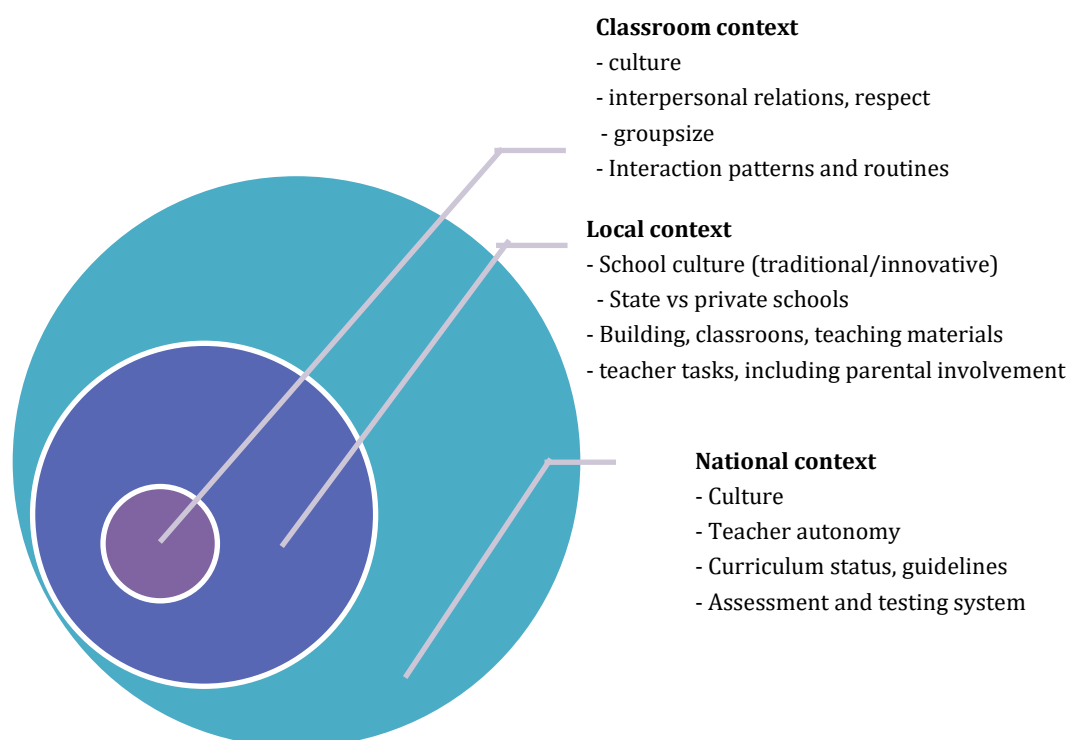 Classroom context
- culture
- interpersonal relations, respect
- groupsize
- Interaction patterns and routines
Local context
- School culture (traditional/innovative)
- State vs private schools
- Building, classroons, teaching materials
- teacher tasks, including parental involvement
National context
- Culture
- Teacher autonomy
- Curriculum status, guidelines
- Assessment and testing system